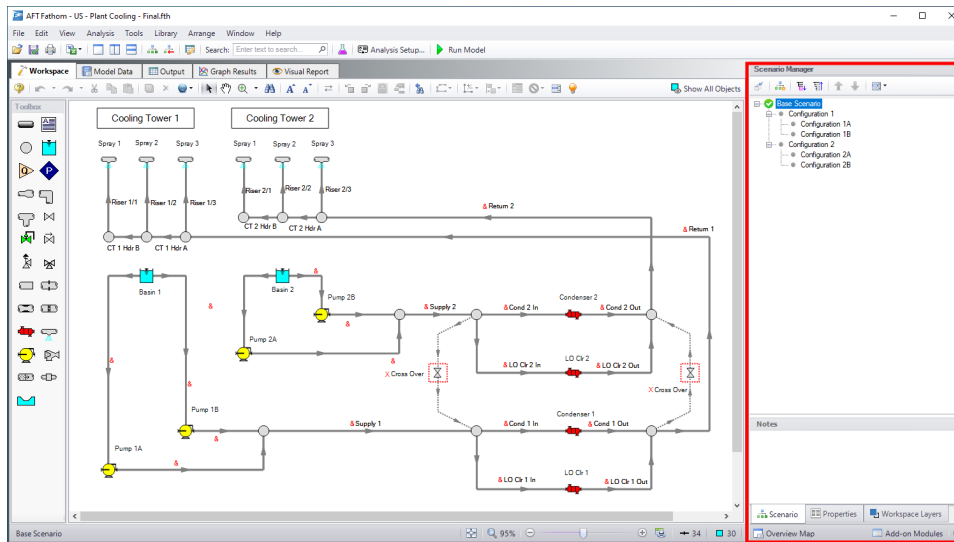 AFT Fathom - US - Plant Cooling - Final.fth
File Edit View Analysis Tools Library Arrange Window Help
Search: Enter text to search... Analysis Setup... Run Model
Workspace Model Data Output Graph Results Visual Report
Show All Objects
Toolbox
Cooling Tower 1 Cooling Tower 2
Spray 1 Spray 2 Spray 3 Spray 1 Spray 2 Spray 3
Riser 1/1 Riser 1/2 Riser 1/3 Riser 2/1 Riser 2/2 Riser 2/3
& Return 2
CT 2 Hdr B CT 2 Hdr A
& Return 1
CT 1 Hdr B CT 1 Hdr A
Basin 1 Basin 2 &
& Pump 2B
& Supply 2 & Cond 2 In Condenser 2 & Cond 2 Out
&
Pump 2A
& & LO Clr 2 In LO Clr 2 & LO Clr 2 Out
X Cross Over X Cross Over
&
Pump 1B
& Supply 1 & Cond 1 In Condenser 1 & Cond 1 Out
&
Pump 1A
& & LO Clr 1 In LO Clr 1 & LO Clr 1 Out
Base Scenario 95% 34 30
Scenario Manager
Base Scenario
Configuration 1
Configuration 1A
Configuration 1B
Configuration 2
Configuration 2A
Configuration 2B
Notes
Scenario Properties Workspace Layers
Overview Map Add-on Modules